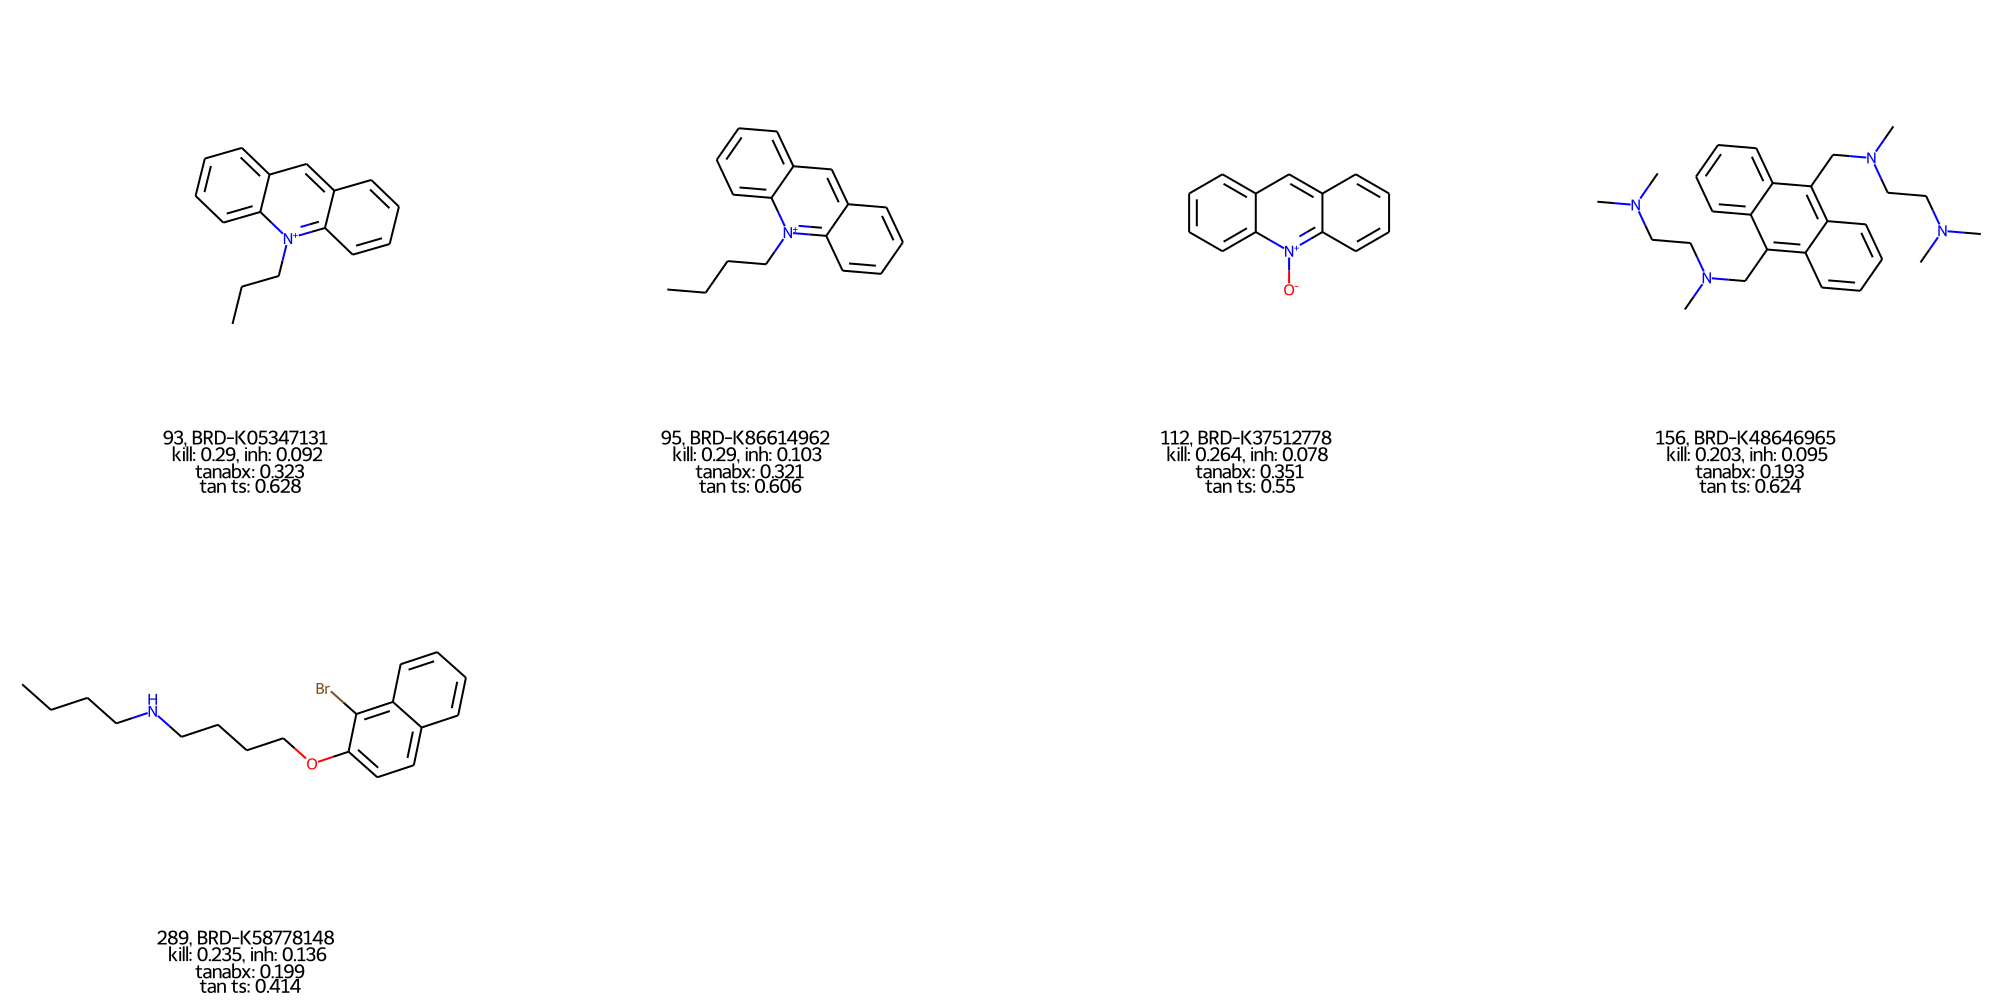 N+
N+
N+
O-
N
N
N
N
93, BRD-K05347131
kill: 0.29, inh: 0.092
tanabx: 0.323
tan ts: 0.628
95, BRD-K86614962
kill: 0.29, inh: 0.103
tanabx: 0.321
tan ts: 0.606
112, BRD-K37512778
kill: 0.264, inh: 0.078
tanabx: 0.351
tan ts: 0.55
156, BRD-K48646965
kill: 0.203, inh: 0.095
tanabx: 0.193
tan ts: 0.624
H
N
Br
O
289, BRD-K58778148
kill: 0.235, inh: 0.136
tanabx: 0.199
tan ts: 0.414